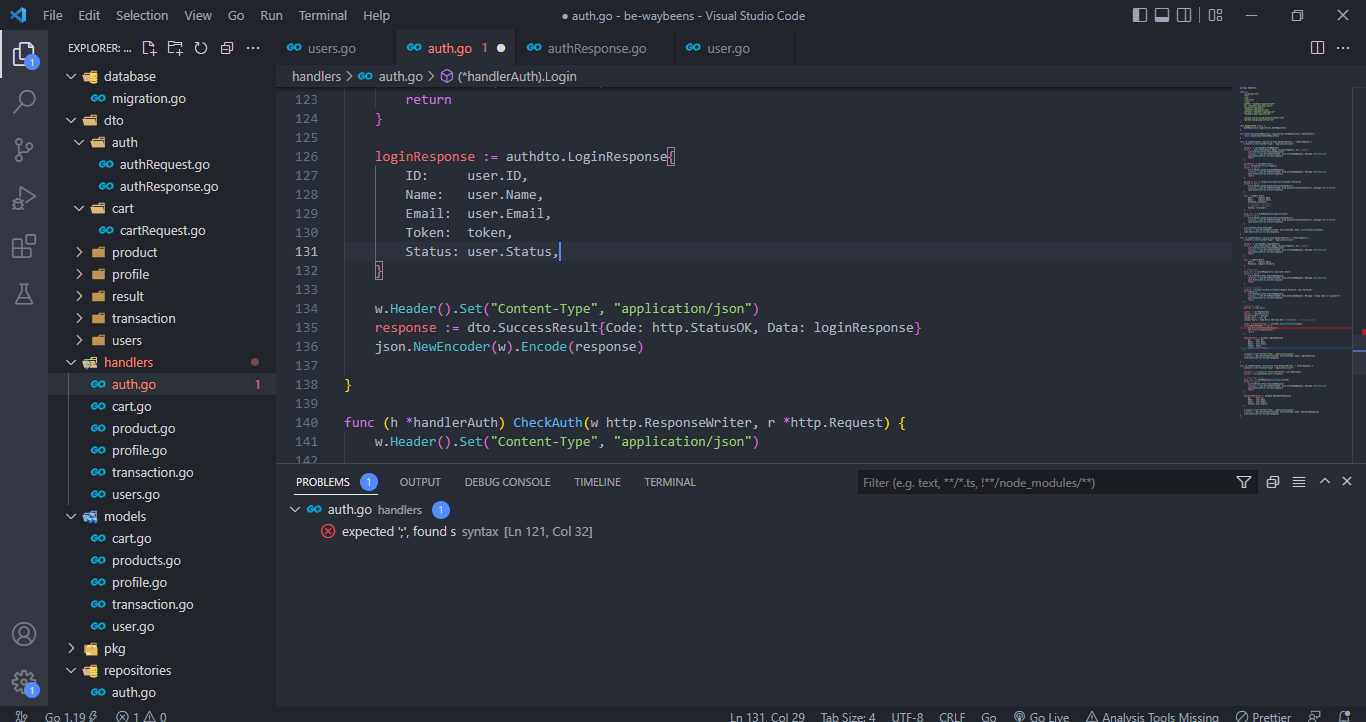 File Edit Selection View Go Run Terminal Help
● auth.go - be-waybeens - Visual Studio Code
EXPLORER: ...
users.go
auth.go 1 ●
authResponse.go
user.go
handlers > auth.go > (*handlerAuth).Login
database
migration.go
dto
auth
authRequest.go
authResponse.go
cart
cartRequest.go
product
profile
result
transaction
users
handlers
auth.go 1
cart.go
product.go
profile.go
transaction.go
users.go
models
cart.go
products.go
profile.go
transaction.go
user.go
pkg
repositories
auth.go
123 return
124 }
125
126 loginResponse := authdto.LoginResponse{
127 ID: user.ID,
128 Name: user.Name,
129 Email: user.Email,
130 Token: token,
131 Status: user.Status,
132 }
133
134 w.Header().Set("Content-Type", "application/json")
135 response := dto.SuccessResult{Code: http.StatusOK, Data: loginResponse}
136 json.NewEncoder(w).Encode(response)
137
138 }
139
140 func (h *handlerAuth) CheckAuth(w http.ResponseWriter, r *http.Request) {
141 w.Header().Set("Content-Type", "application/json")
142
PROBLEMS 1 OUTPUT DEBUG CONSOLE TIMELINE TERMINAL
Filter (e.g. text, **/*.ts, !**/node_modules/**)
auth.go handlers 1
expected ';', found s syntax [Ln 121, Col 32]
1
1
Go 1.19 1 0
Ln 131, Col 29 Tab Size: 4 UTF-8 CRLF Go Go Live Analysis Tools Missing Prettier